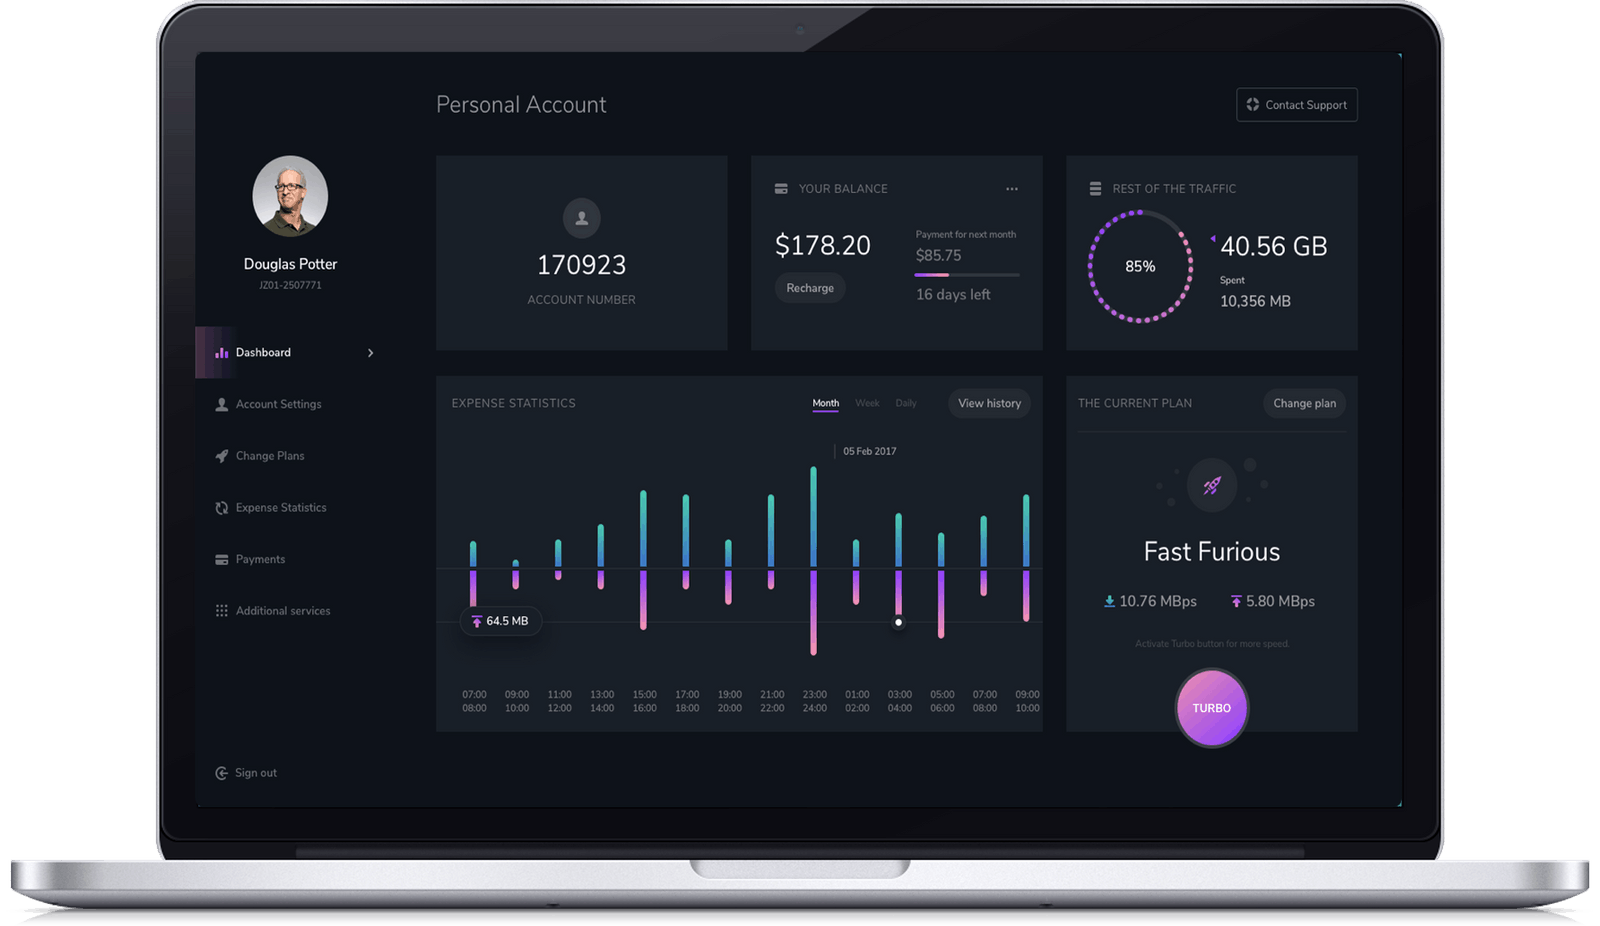 Personal Account
Contact Support
Douglas Potter
JZ01-2507771
Dashboard
Account Settings
Change Plans
Expense Statistics
Payments
Additional services
Sign out
170923
ACCOUNT NUMBER
YOUR BALANCE
$178.20
Recharge
Payment for next month
$85.75
16 days left
REST OF THE TRAFFIC
85%
40.56 GB
Spent
10,356 MB
EXPENSE STATISTICS
Month Week Daily
View history
05 Feb 2017
64.5 MB
07:00 09:00 11:00 13:00 15:00 17:00 19:00 21:00 23:00 01:00 03:00 05:00 07:00 09:00
08:00 10:00 12:00 14:00 16:00 18:00 20:00 22:00 24:00 02:00 04:00 06:00 08:00 10:00
THE CURRENT PLAN
Change plan
Fast Furious
10.76 MBps 5.80 MBps
Activate Turbo button for more speed.
TURBO